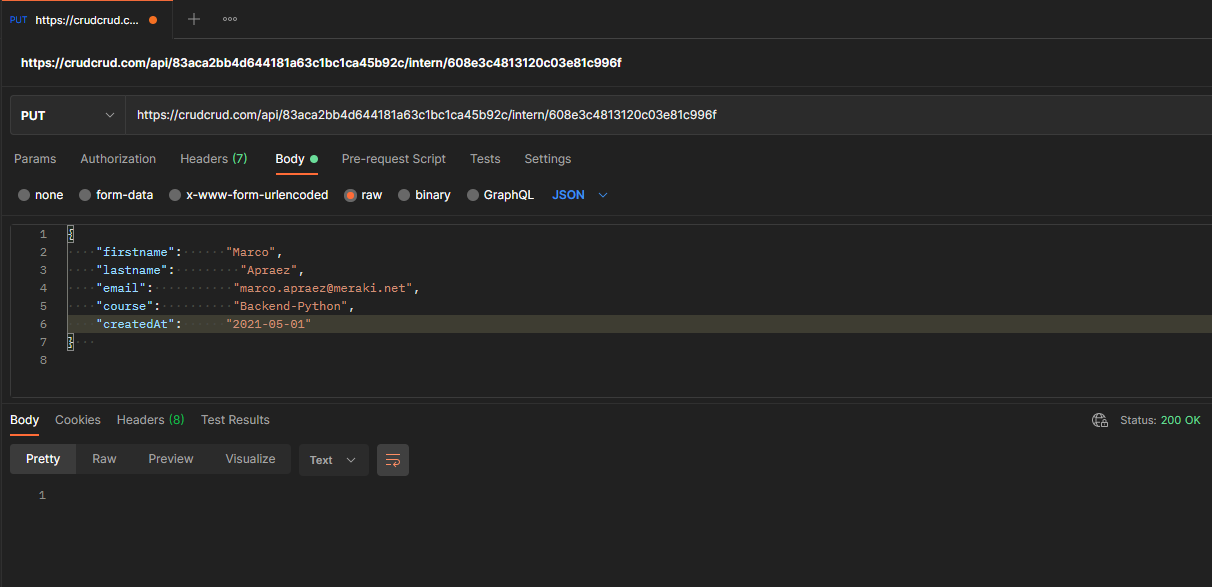 PUT https://crudcrud.c...
https://crudcrud.com/api/83aca2bb4d644181a63c1bc1ca45b92c/intern/608e3c4813120c03e81c996f
PUT https://crudcrud.com/api/83aca2bb4d644181a63c1bc1ca45b92c/intern/608e3c4813120c03e81c996f
Params Authorization Headers (7) Body Pre-request Script Tests Settings
none form-data x-www-form-urlencoded raw binary GraphQL JSON
1 {
2 "firstname": "Marco",
3 "lastname": "Apraez",
4 "email": "marco.apraez@meraki.net",
5 "course": "Backend-Python",
6 "createdAt": "2021-05-01"
7 }
8
Body Cookies Headers (8) Test Results Status: 200 OK
Pretty Raw Preview Visualize Text
1